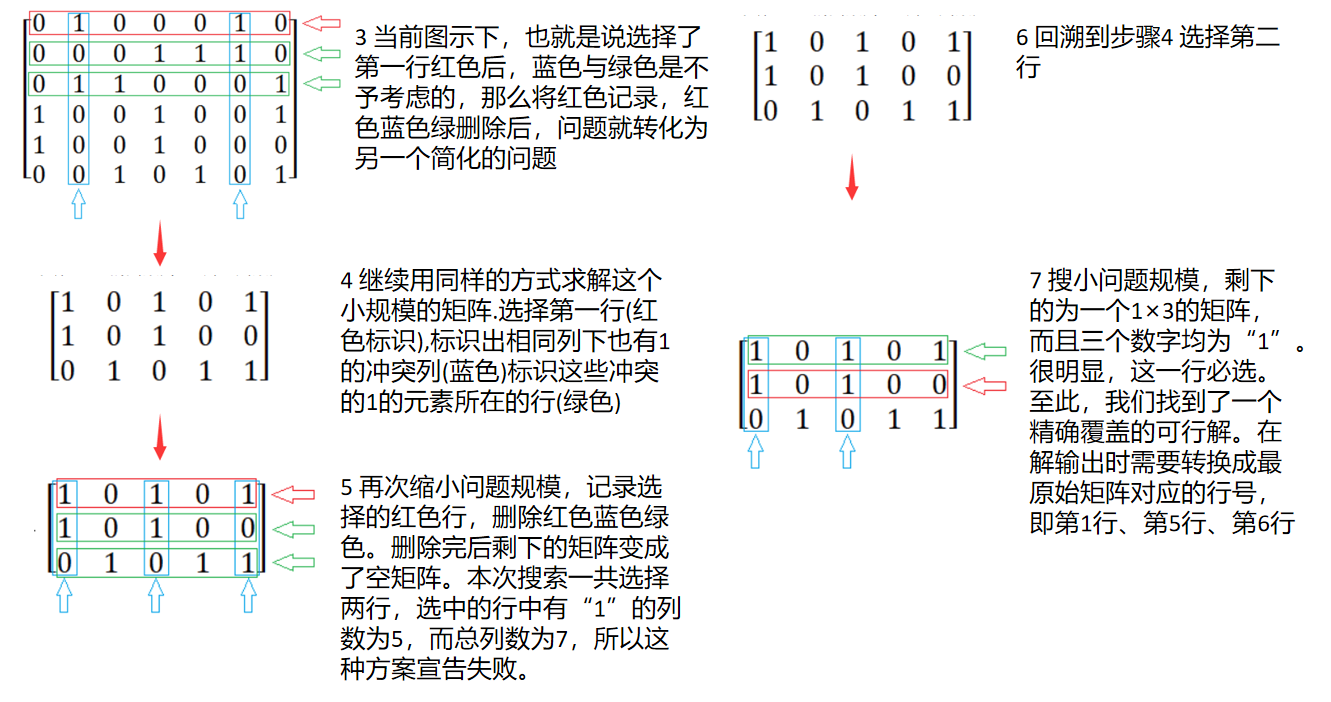 0 1 0 0 0 1 0
0 0 0 1 1 1 0
0 1 1 0 0 0 1
1 0 0 1 0 0 1
1 0 0 1 0 0 0
0 0 1 0 1 0 1
3 当前图示下，也就是说选择了
第一行红色后，蓝色与绿色是不
予考虑的，那么将红色记录，红
色蓝色绿删除后，问题就转化为
另一个简化的问题
1 0 1 0 1
1 0 1 0 0
0 1 0 1 1
4 继续用同样的方式求解这个
小规模的矩阵.选择第一行(红
色标识),标识出相同列下也有1
的冲突列(蓝色)标识这些冲突
的1的元素所在的行(绿色)
1 0 1 0 1
1 0 1 0 0
0 1 0 1 1
5 再次缩小问题规模，记录选
择的红色行，删除红色蓝色绿
色。删除完后剩下的矩阵变成
了空矩阵。本次搜索一共选择
两行，选中的行中有“1”的列
数为5，而总列数为7，所以这
种方案宣告失败。
1 0 1 0 1
1 0 1 0 0
0 1 0 1 1
6 回溯到步骤4 选择第二
行
1 0 1 0 1
1 0 1 0 0
0 1 0 1 1
7 搜小问题规模，剩下
的为一个1×3的矩阵，
而且三个数字均为“1”。
很明显，这一行必选。
至此，我们找到了一个
精确覆盖的可行解。在
解输出时需要转换成最
原始矩阵对应的行号，
即第1行、第5行、第6行